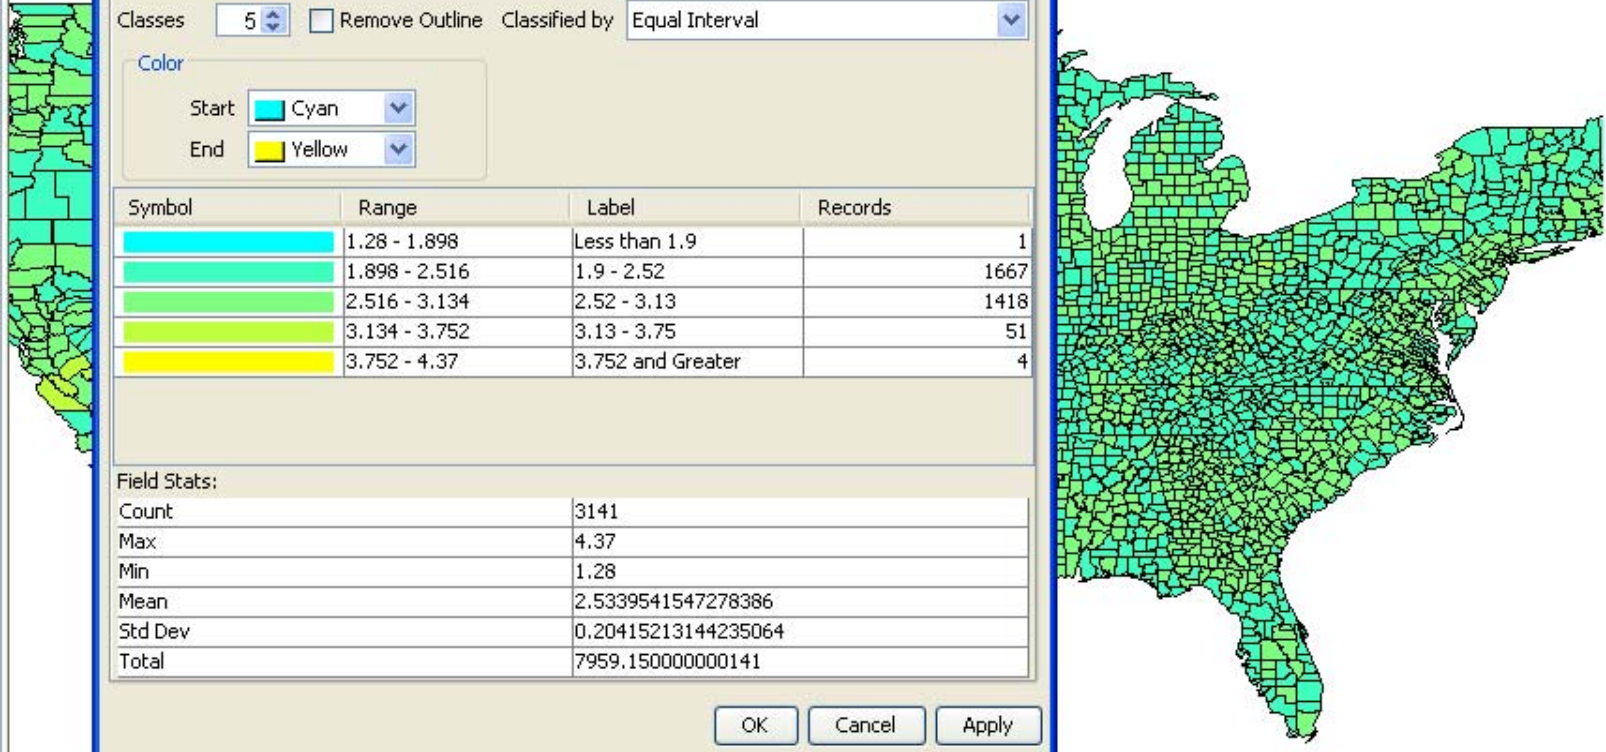 Classes 5 Remove Outline Classified by Equal Interval
Color
Start Cyan
End Yellow
Symbol Range Label Records
1.28 - 1.898 Less than 1.9 1
1.898 - 2.516 1.9 - 2.52 1667
2.516 - 3.134 2.52 - 3.13 1418
3.134 - 3.752 3.13 - 3.75 51
3.752 - 4.37 3.752 and Greater 4
Field Stats:
Count 3141
Max 4.37
Min 1.28
Mean 2.5339541547278386
Std Dev 0.20415213144235064
Total 7959.150000000141
OK Cancel Apply